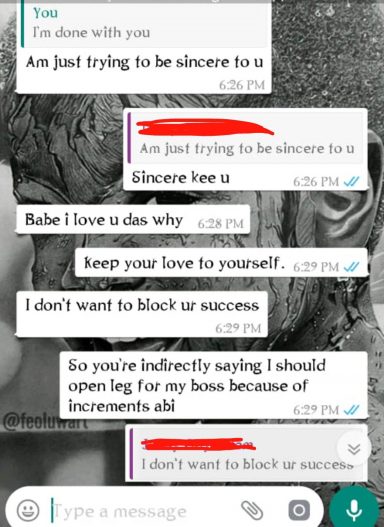 You
I'm done with you
Am just trying to be sincere to u
6:26 PM
Am just trying to be sincere to u
Sincere kee u
6:26 PM
Babe i love u das why
6:28 PM
Keep your love to yourself.
6:29 PM
I don't want to block ur success
6:29 PM
So you're indirectly saying I should
open leg for my boss because of
increments abi
6:29 PM
@feoluwart
I don't want to block ur success
Type a message